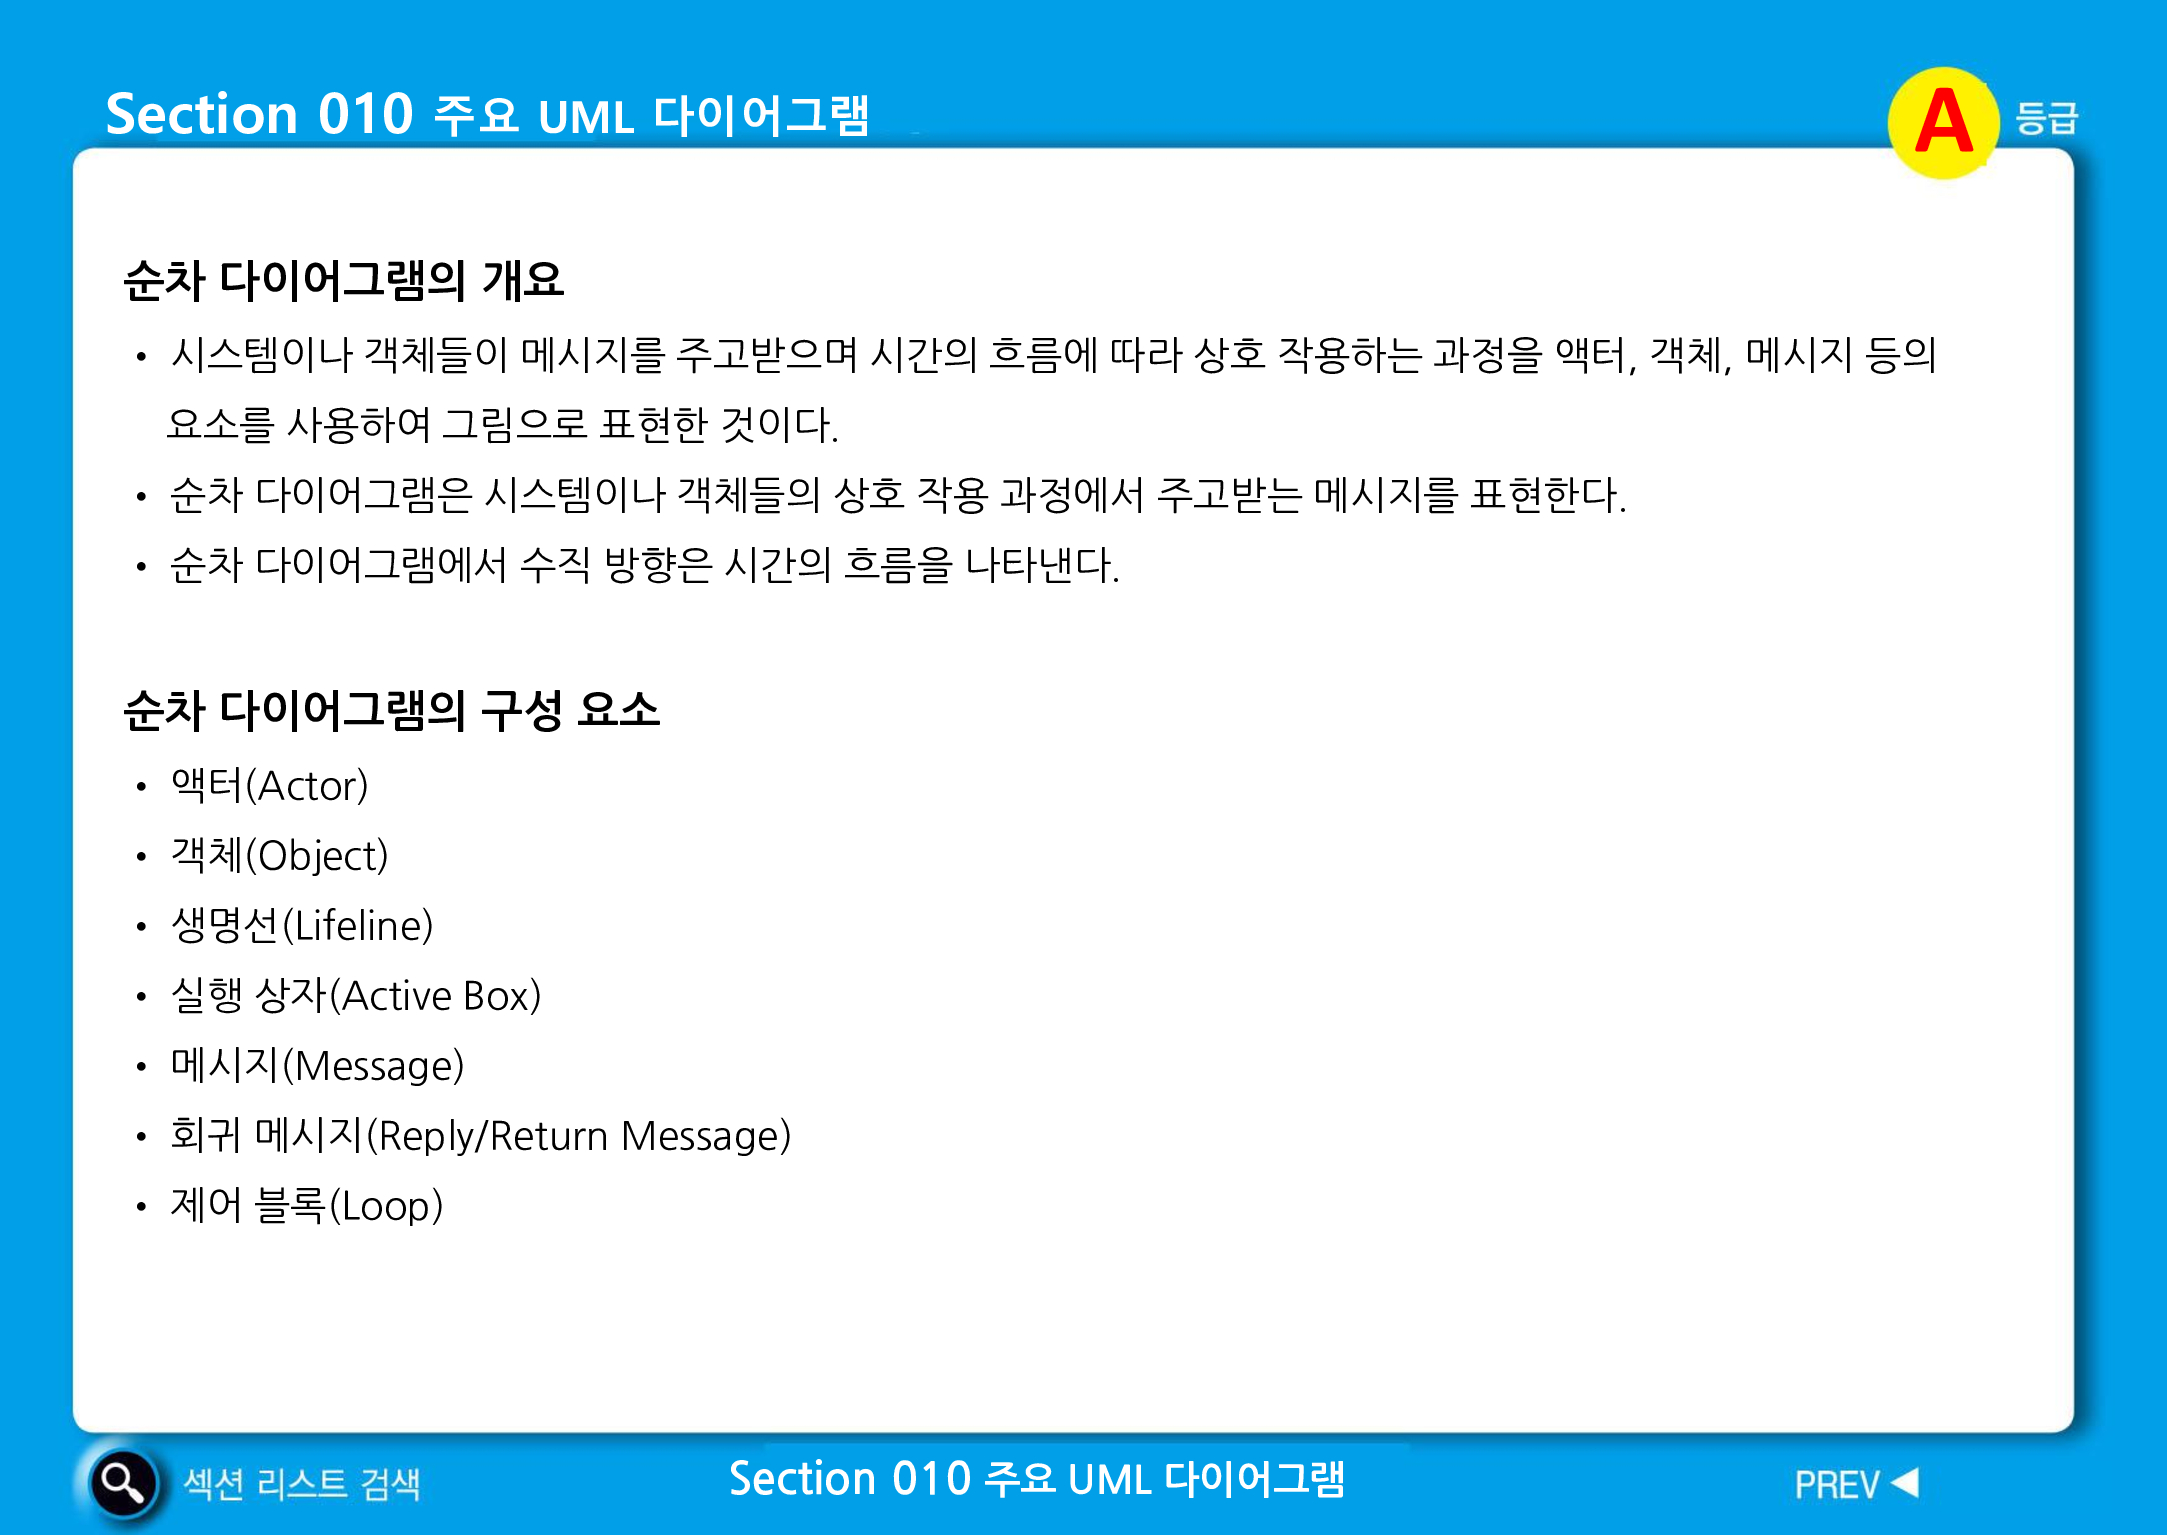 Section 010 주요 UML 다이어그램
A 등급
순차 다이어그램의 개요
• 시스템이나 객체들이 메시지를 주고받으며 시간의 흐름에 따라 상호 작용하는 과정을 액터, 객체, 메시지 등의
요소를 사용하여 그림으로 표현한 것이다.
• 순차 다이어그램은 시스템이나 객체들의 상호 작용 과정에서 주고받는 메시지를 표현한다.
• 순차 다이어그램에서 수직 방향은 시간의 흐름을 나타낸다.
순차 다이어그램의 구성 요소
• 액터(Actor)
• 객체(Object)
• 생명선(Lifeline)
• 실행 상자(Active Box)
• 메시지(Message)
• 회귀 메시지(Reply/Return Message)
• 제어 블록(Loop)
섹션 리스트 검색
Section 010 주요 UML 다이어그램
PREV ◀